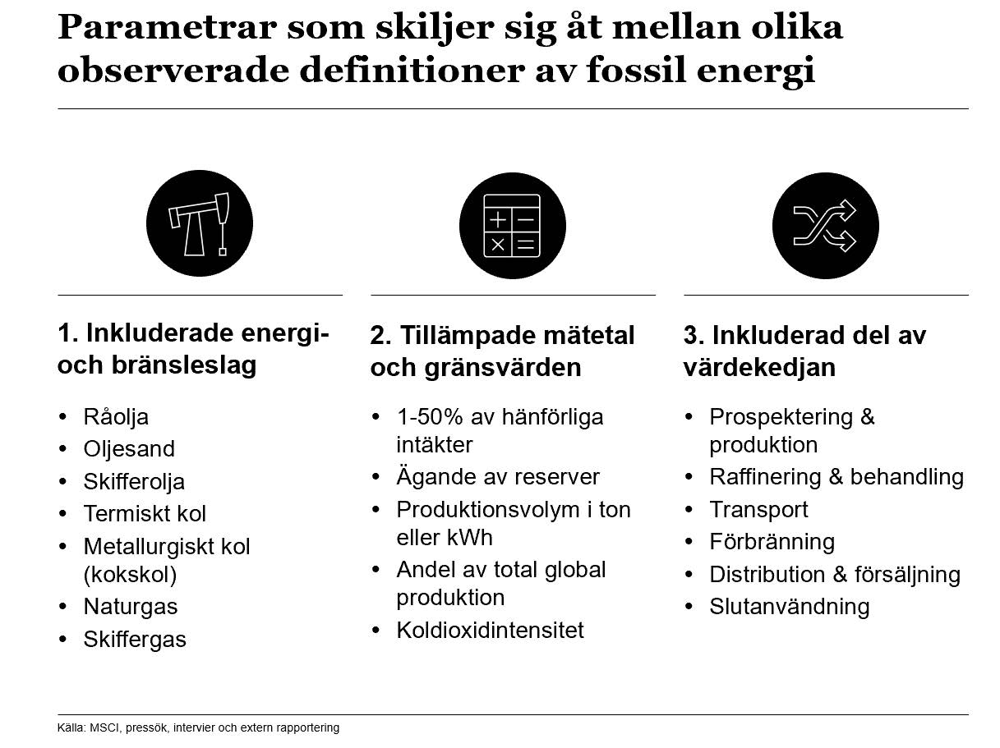 Parametrar som skiljer sig åt mellan olika
observerade definitioner av fossil energi
1. Inkluderade energi-
och bränsleslag
• Råolja
• Oljesand
• Skifferolja
• Termiskt kol
• Metallurgiskt kol
(kokskol)
• Naturgas
• Skiffergas
2. Tillämpade mätetal
och gränsvärden
• 1-50% av hänförliga
intäkter
• Ägande av reserver
• Produktionsvolym i ton
eller kWh
• Andel av total global
produktion
• Koldioxidintensitet
3. Inkluderad del av
värdekedjan
• Prospektering &
produktion
• Raffinering & behandling
• Transport
• Förbränning
• Distribution & försäljning
• Slutanvändning
Källa: MSCI, pressök, intervier och extern rapportering